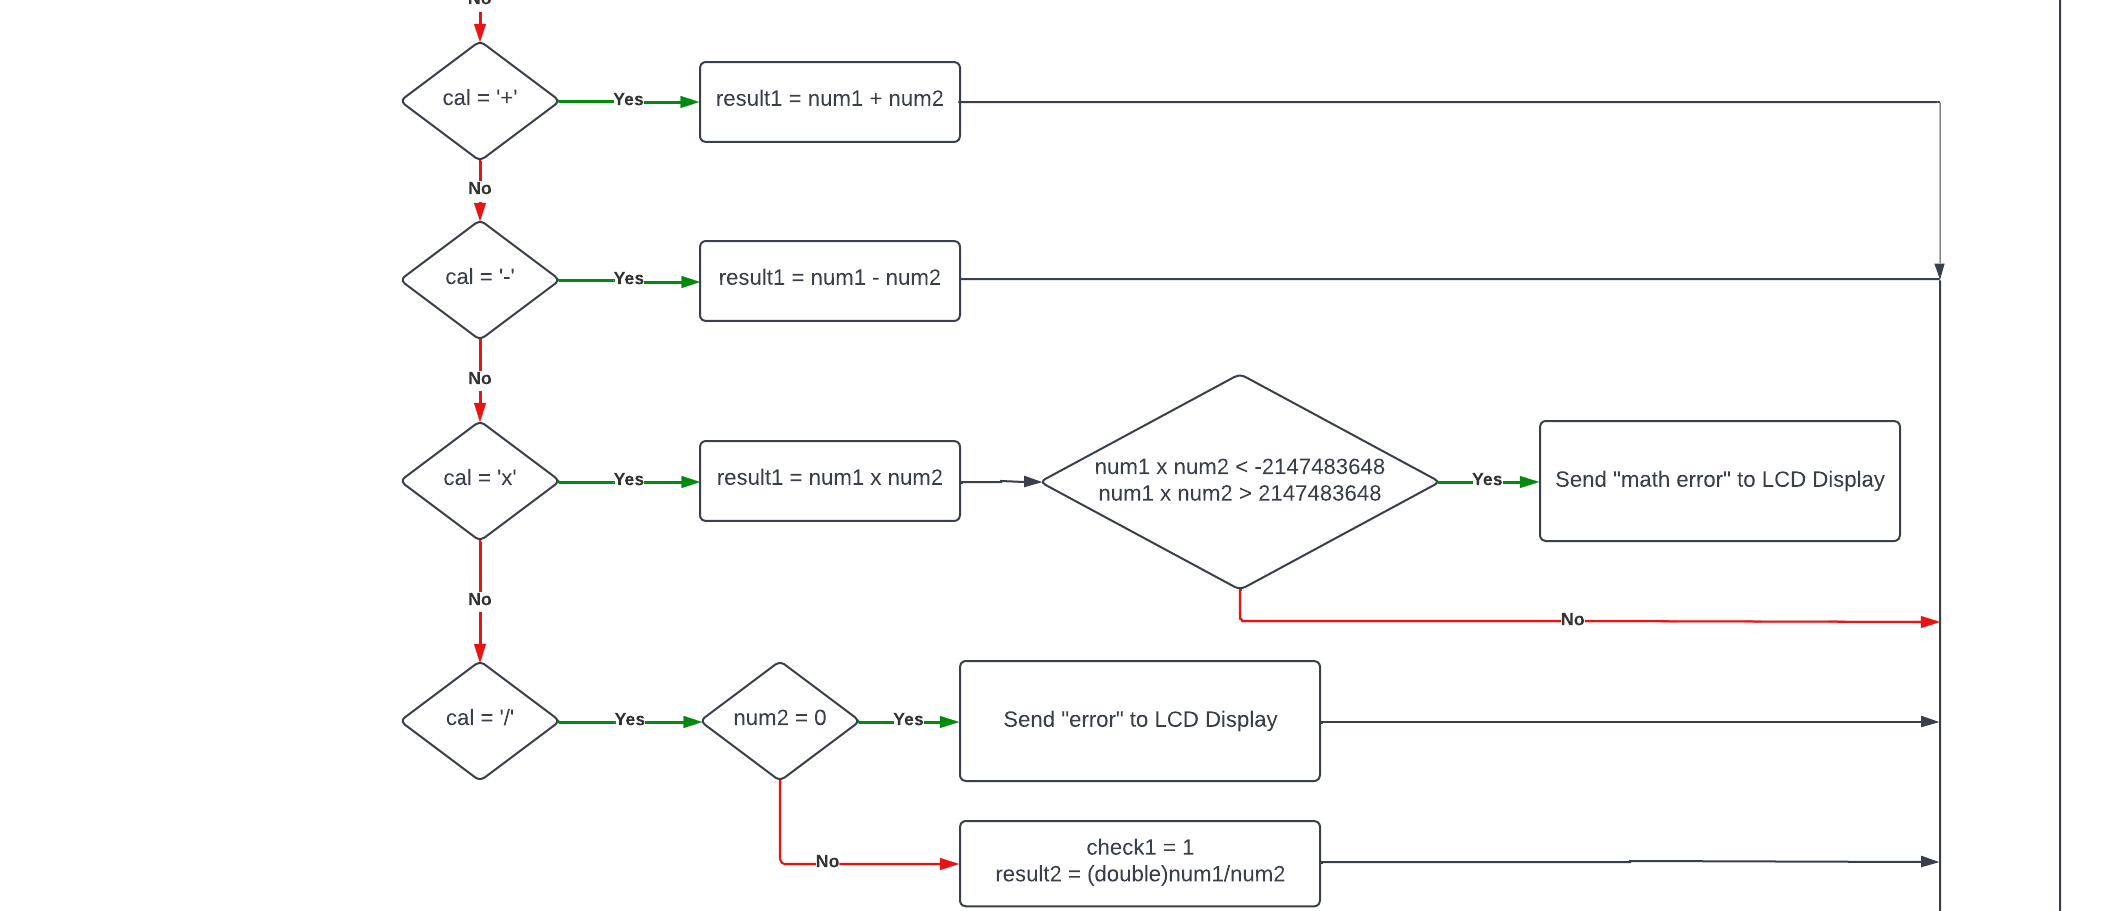 No
cal = '+'
Yes
result1 = num1 + num2
No
cal = '-'
Yes
result1 = num1 - num2
No
cal = 'x'
Yes
result1 = num1 x num2
num1 x num2 < -2147483648
num1 x num2 > 2147483648
Yes
Send "math error" to LCD Display
No
No
cal = '/'
Yes
num2 = 0
Yes
Send "error" to LCD Display
No
check1 = 1
result2 = (double)num1/num2